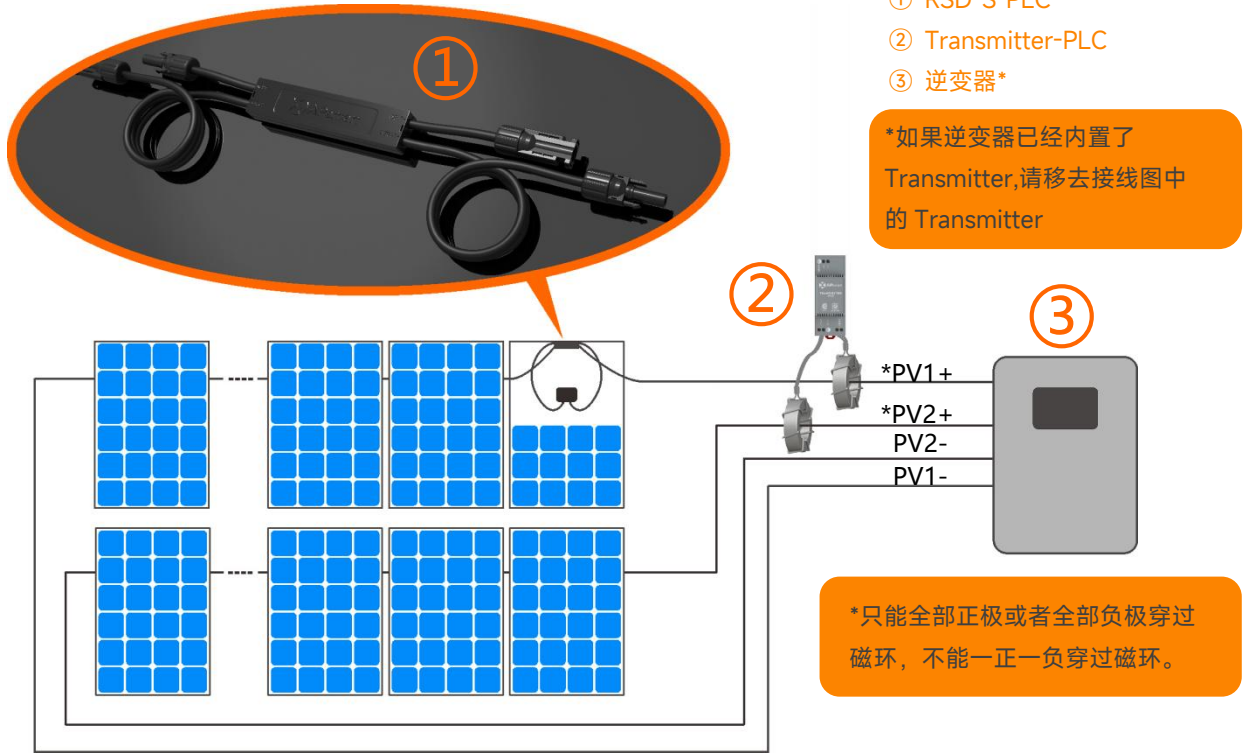 ① RSD-S-PLC
② Transmitter-PLC
③ 逆变器*
*如果逆变器已经内置了
Transmitter,请移去接线图中
的 Transmitter
①
②
③
*PV1+
*PV2+
PV2-
PV1-
*只能全部正极或者全部负极穿过
磁环，不能一正一负穿过磁环。